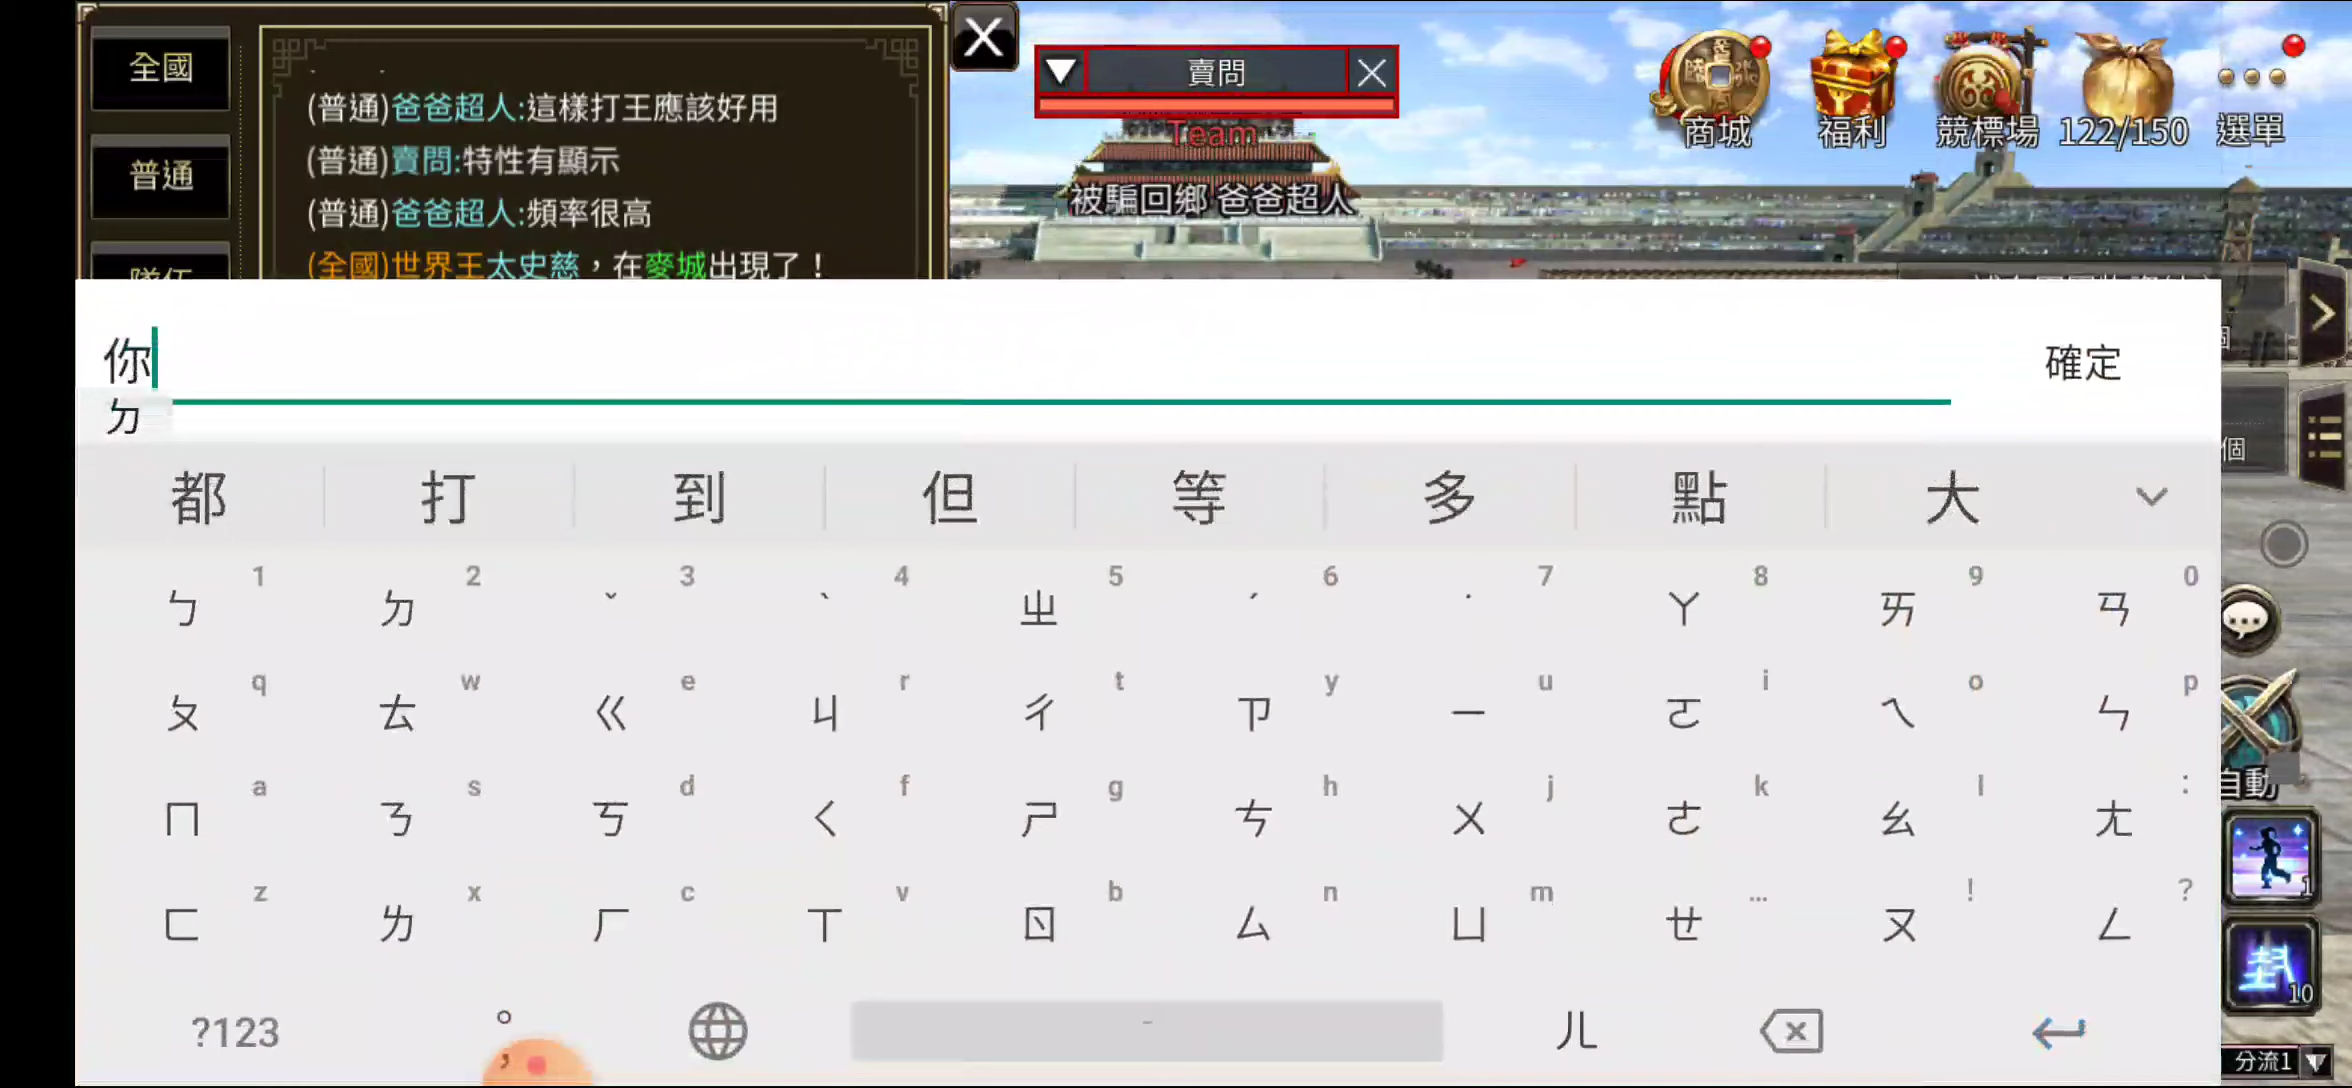 全國
普通
隊伍
(普通)爸爸超人:這樣打王應該好用
(普通)賣問:特性有顯示
(普通)爸爸超人:頻率很高
(全國)世界王太史慈，在麥城出現了！
賣問
Team
被騙回鄉 爸爸超人
商城
福利
競標場
122/150
選單
你
確定
ㄉ
都 打 到 但 等 多 點 大
1 2 3 4 5 6 7 8 9 0
ㄅ ㄉ ˇ ˋ ㄓ ˊ ˙ ㄚ ㄞ ㄢ
q w e r t y u i o p
ㄆ ㄊ ㄍ ㄐ ㄔ ㄗ ㄧ ㄛ ㄟ ㄣ
a s d f g h j k l :
ㄇ ㄋ ㄎ ㄑ ㄕ ㄘ ㄨ ㄜ ㄠ ㄤ
z x c v b n m … ! ?
ㄈ ㄌ ㄏ ㄒ ㄖ ㄙ ㄩ ㄝ ㄡ ㄥ
?123
。
，
ㄦ
個
自動
1
封
10
分流1